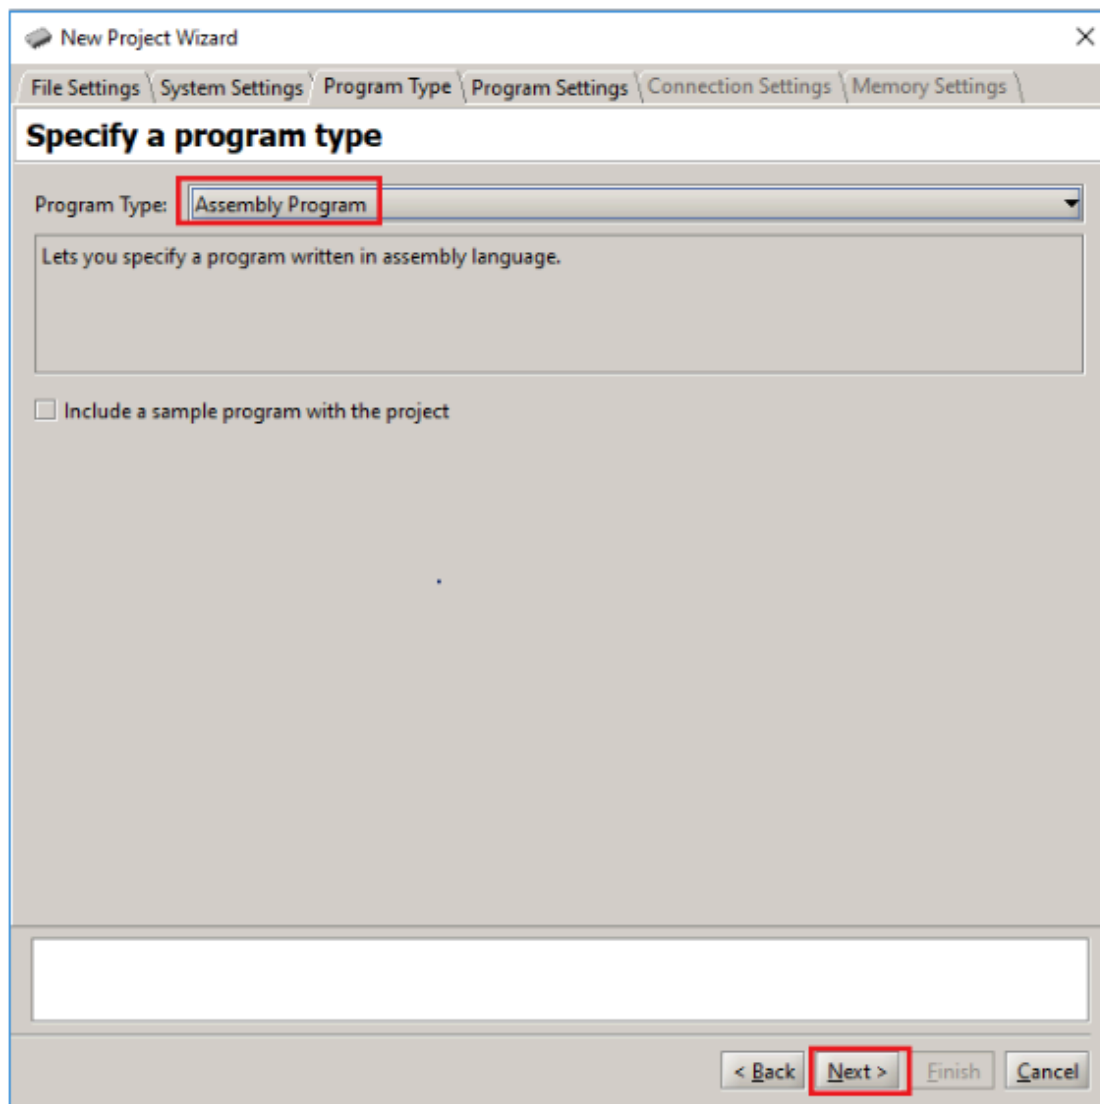 New Project Wizard
File Settings System Settings Program Type Program Settings Connection Settings Memory Settings
Specify a program type
Program Type: Assembly Program
Lets you specify a program written in assembly language.
Include a sample program with the project
< Back Next > Finish Cancel